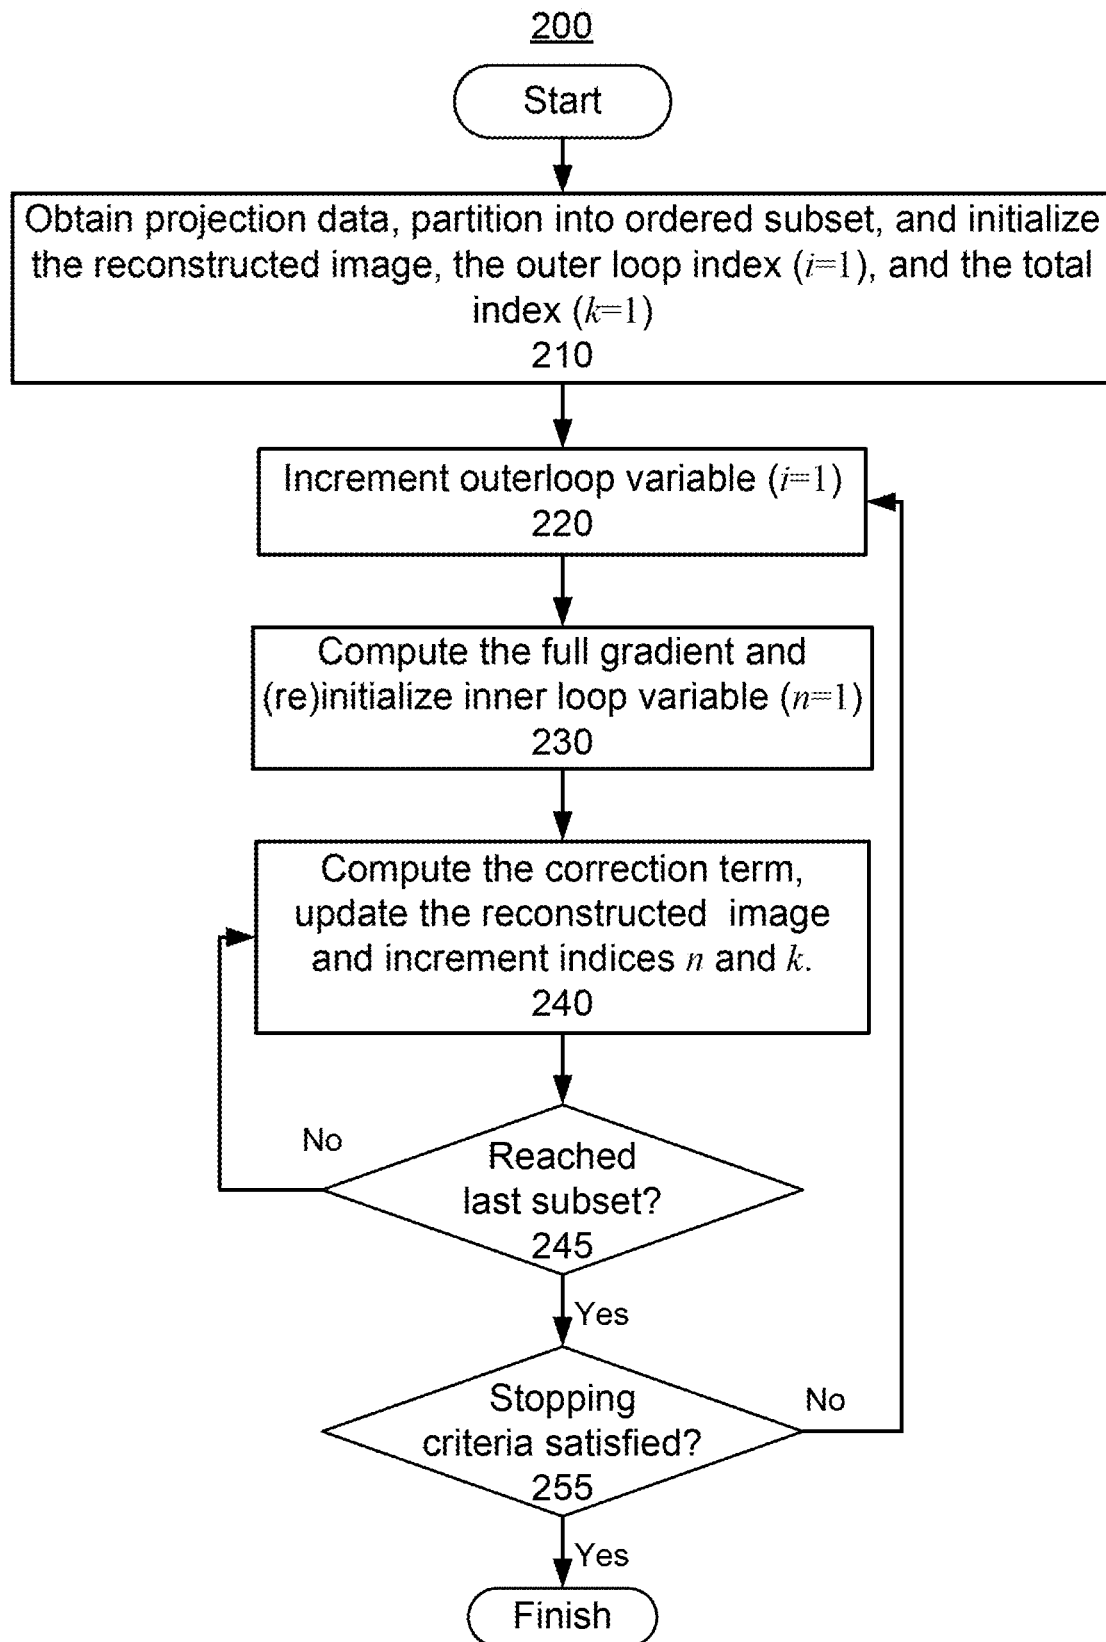 200
Start
Obtain projection data, partition into ordered subset, and initialize
the reconstructed image, the outer loop index (i=1), and the total
index (k=1)
210
Increment outerloop variable (i=1)
220
Compute the full gradient and
(re)initialize inner loop variable (n=1)
230
Compute the correction term,
update the reconstructed image
and increment indices n and k.
240
No
Reached
last subset?
245
Yes
Stopping
criteria satisfied?
255
No
Yes
Finish